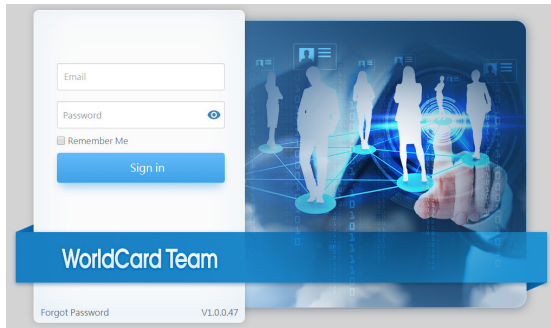 Email
Password
Remember Me
Sign in
WorldCard Team
Forgot Password V1.0.0.47